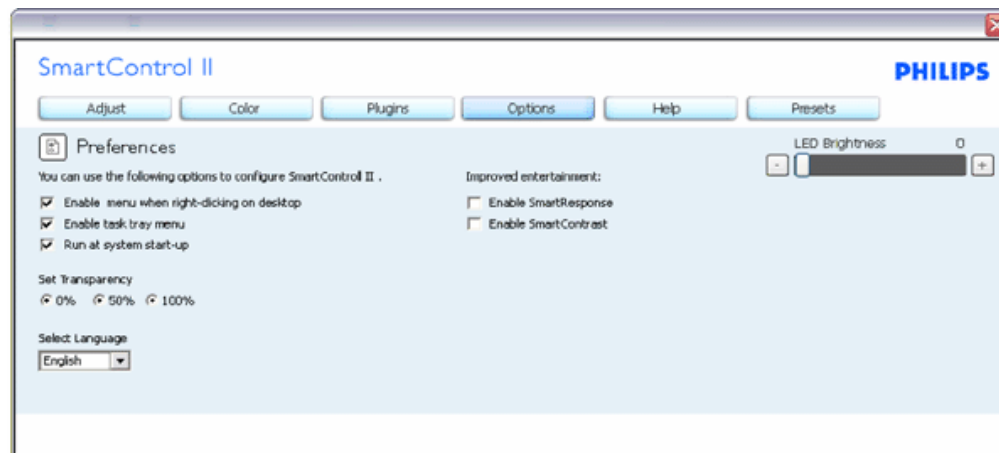 SmartControl II
PHILIPS
Adjust Color Plugins Options Help Presets
Preferences
LED Brightness 0
- +
You can use the following options to configure SmartControl II .
Improved entertainment:
Enable menu when right-clicking on desktop
Enable SmartResponse
Enable task tray menu
Enable SmartContrast
Run at system start-up
Set Transparency
0% 50% 100%
Select Language
English